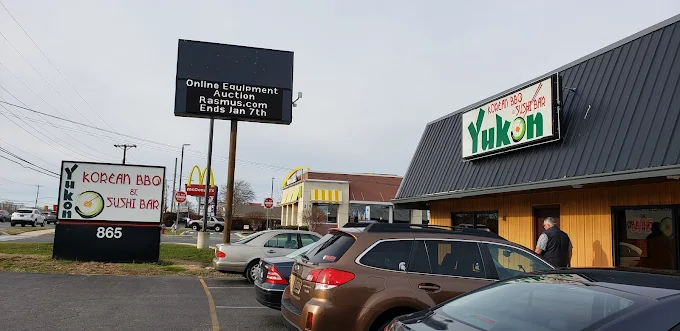 Online Equipment
Auction
Rasmus.com
Ends Jan 7th
Yukon
KOREAN BBQ
&
SUSHI BAR
865
McDonald's
KOREAN BBQ
& SUSHI BAR
Yukon